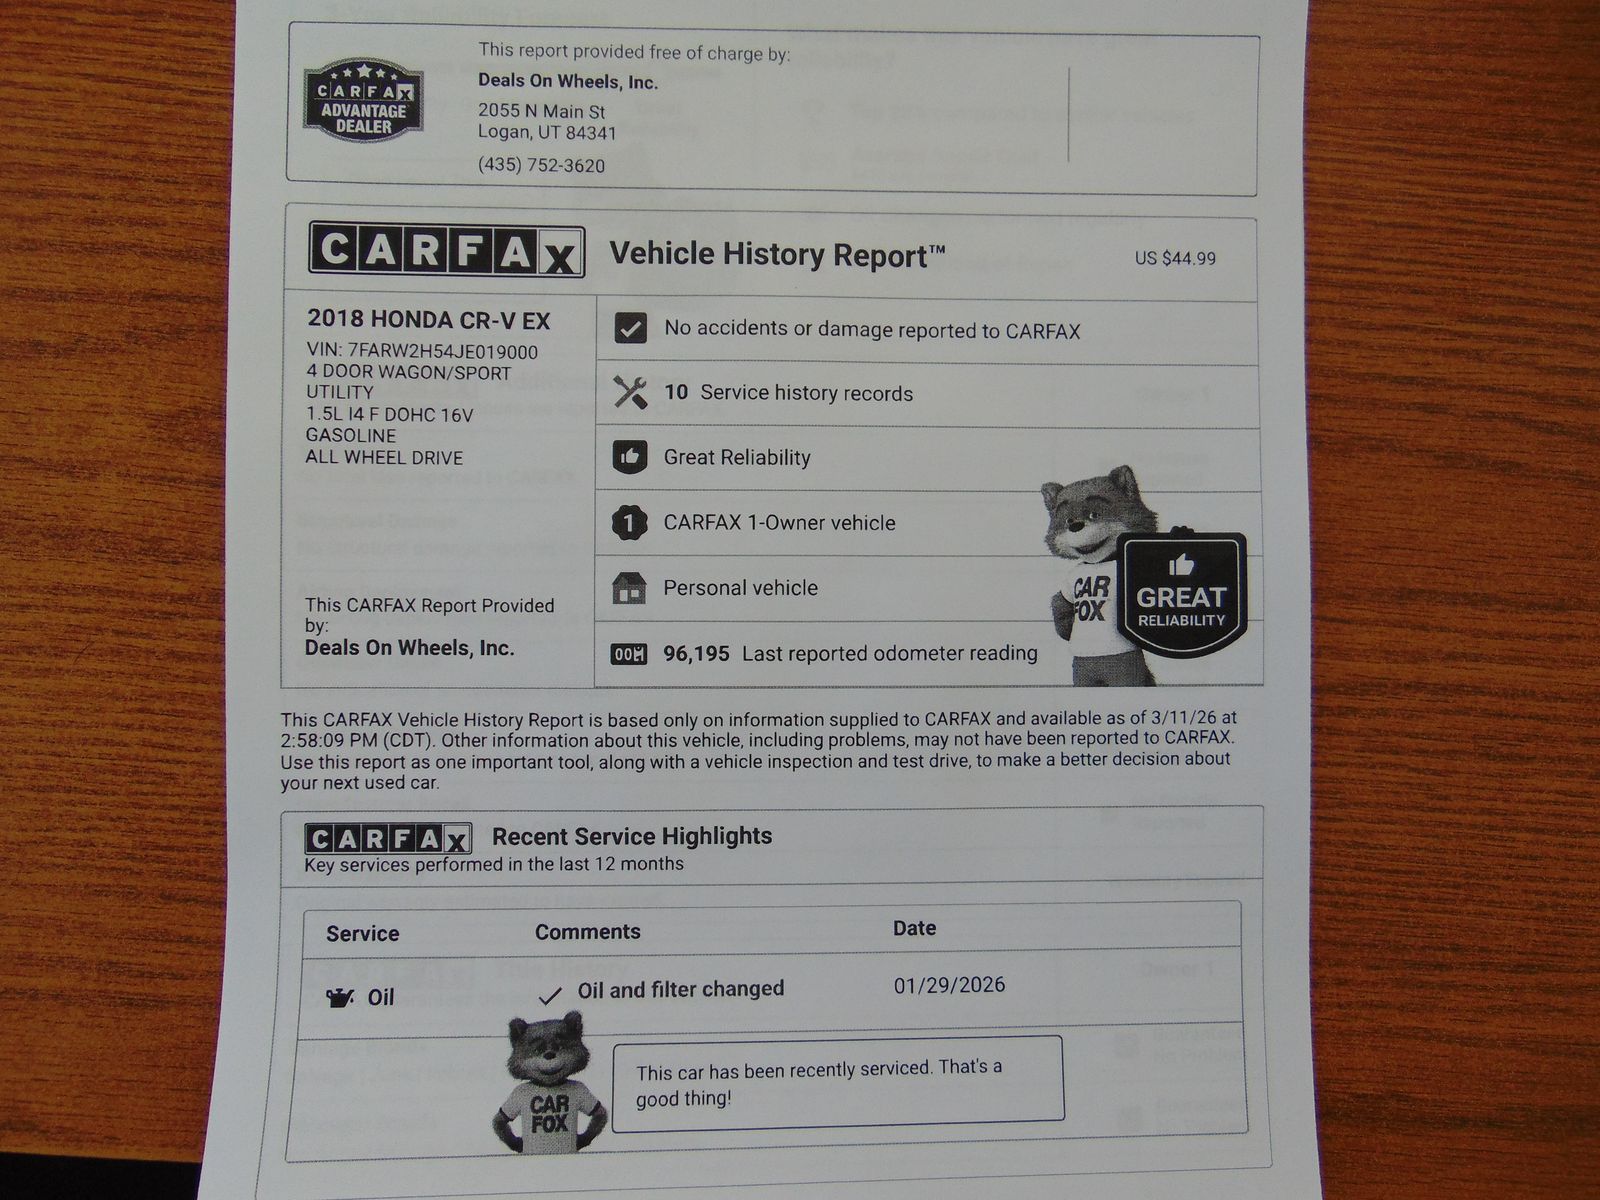 This report provided free of charge by:
CARFAX
ADVANTAGE
DEALER
Deals On Wheels, Inc.
2055 N Main St
Logan, UT 84341
(435) 752-3620
CARFAX Vehicle History Report™ US $44.99
2018 HONDA CR-V EX
VIN: 7FARW2H54JE019000
4 DOOR WAGON/SPORT
UTILITY
1.5L I4 F DOHC 16V
GASOLINE
ALL WHEEL DRIVE
This CARFAX Report Provided
by:
Deals On Wheels, Inc.
No accidents or damage reported to CARFAX
10 Service history records
Great Reliability
1 CARFAX 1-Owner vehicle
Personal vehicle
96,195 Last reported odometer reading
CAR
FOX
GREAT
RELIABILITY
This CARFAX Vehicle History Report is based only on information supplied to CARFAX and available as of 3/11/26 at
2:58:09 PM (CDT). Other information about this vehicle, including problems, may not have been reported to CARFAX.
Use this report as one important tool, along with a vehicle inspection and test drive, to make a better decision about
your next used car.
CARFAX Recent Service Highlights
Key services performed in the last 12 months
Service Comments Date
Oil Oil and filter changed 01/29/2026
CAR
FOX
This car has been recently serviced. That's a
good thing!